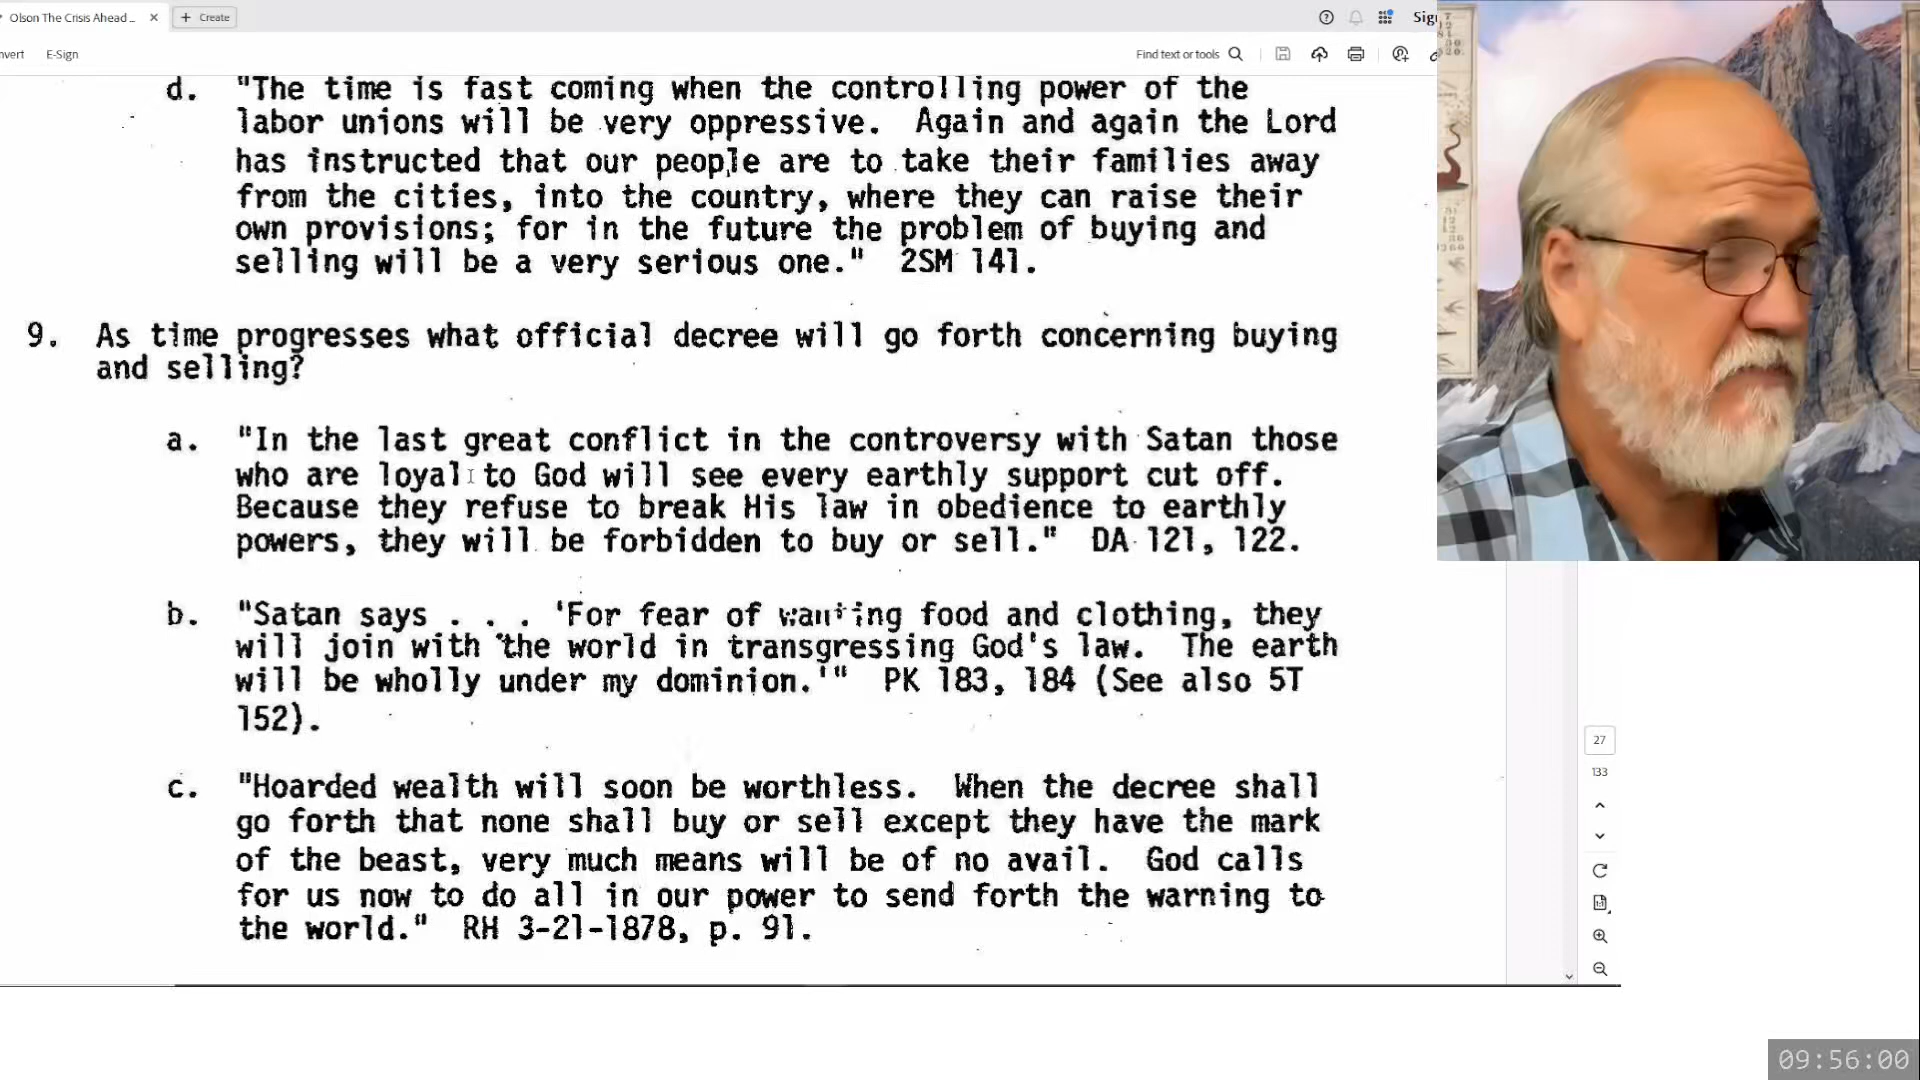 Olson The Crisis Ahead ...
Create
Sig
nvert
E-Sign
Find text or tools
d. "The time is fast coming when the controlling power of the
labor unions will be very oppressive. Again and again the Lord
has instructed that our people are to take their families away
from the cities, into the country, where they can raise their
own provisions; for in the future the problem of buying and
selling will be a very serious one." 2SM 141.
9. As time progresses what official decree will go forth concerning buying
and selling?
a. "In the last great conflict in the controversy with Satan those
who are loyal to God will see every earthly support cut off.
Because they refuse to break His law in obedience to earthly
powers, they will be forbidden to buy or sell." DA 121, 122.
b. "Satan says . . . 'For fear of wanting food and clothing, they
will join with the world in transgressing God's law. The earth
will be wholly under my dominion.'" PK 183, 184 (See also 5T
152).
c. "Hoarded wealth will soon be worthless. When the decree shall
go forth that none shall buy or sell except they have the mark
of the beast, very much means will be of no avail. God calls
for us now to do all in our power to send forth the warning to
the world." RH 3-21-1878, p. 91.
27
133
09:56:00